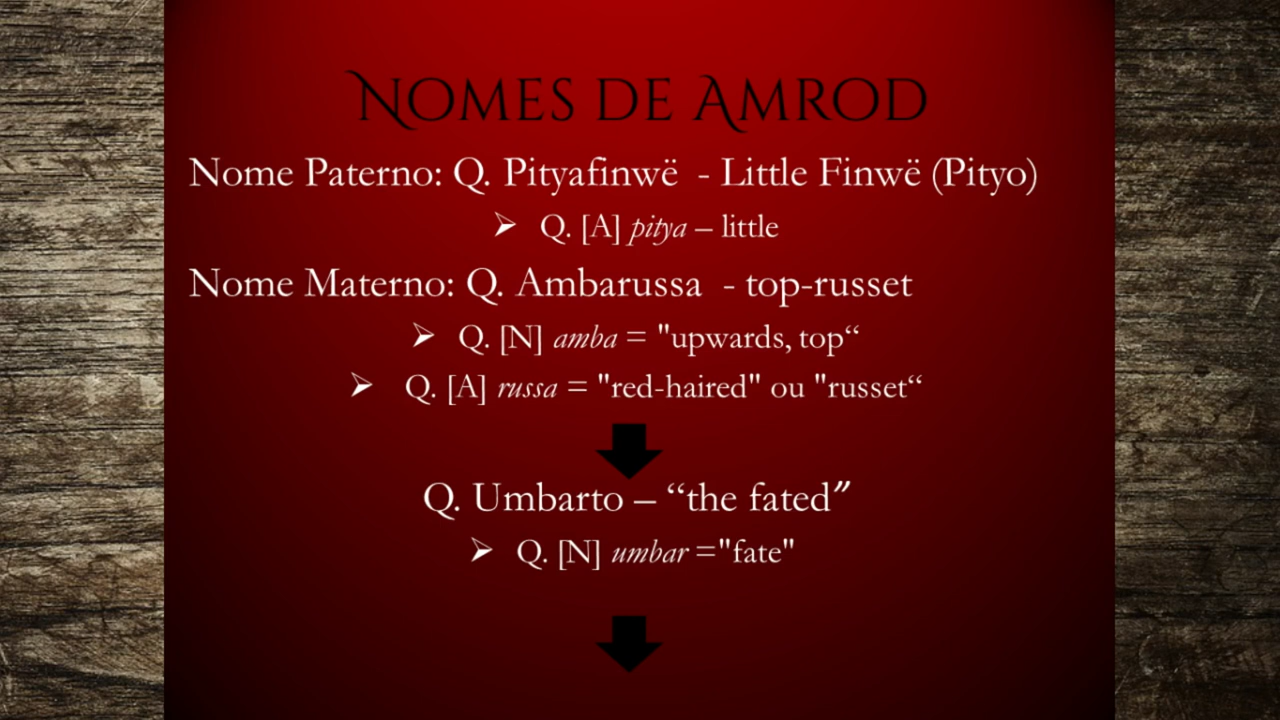 Nomes de Amrod
Nome Paterno: Q. Pityafinwë - Little Finwë (Pityo)
➢ Q. [A] pitya – little
Nome Materno: Q. Ambarussa - top-russet
➢ Q. [N] amba = "upwards, top“
➢ Q. [A] russa = "red-haired" ou "russet“
Q. Umbarto – “the fated”
➢ Q. [N] umbar ="fate"